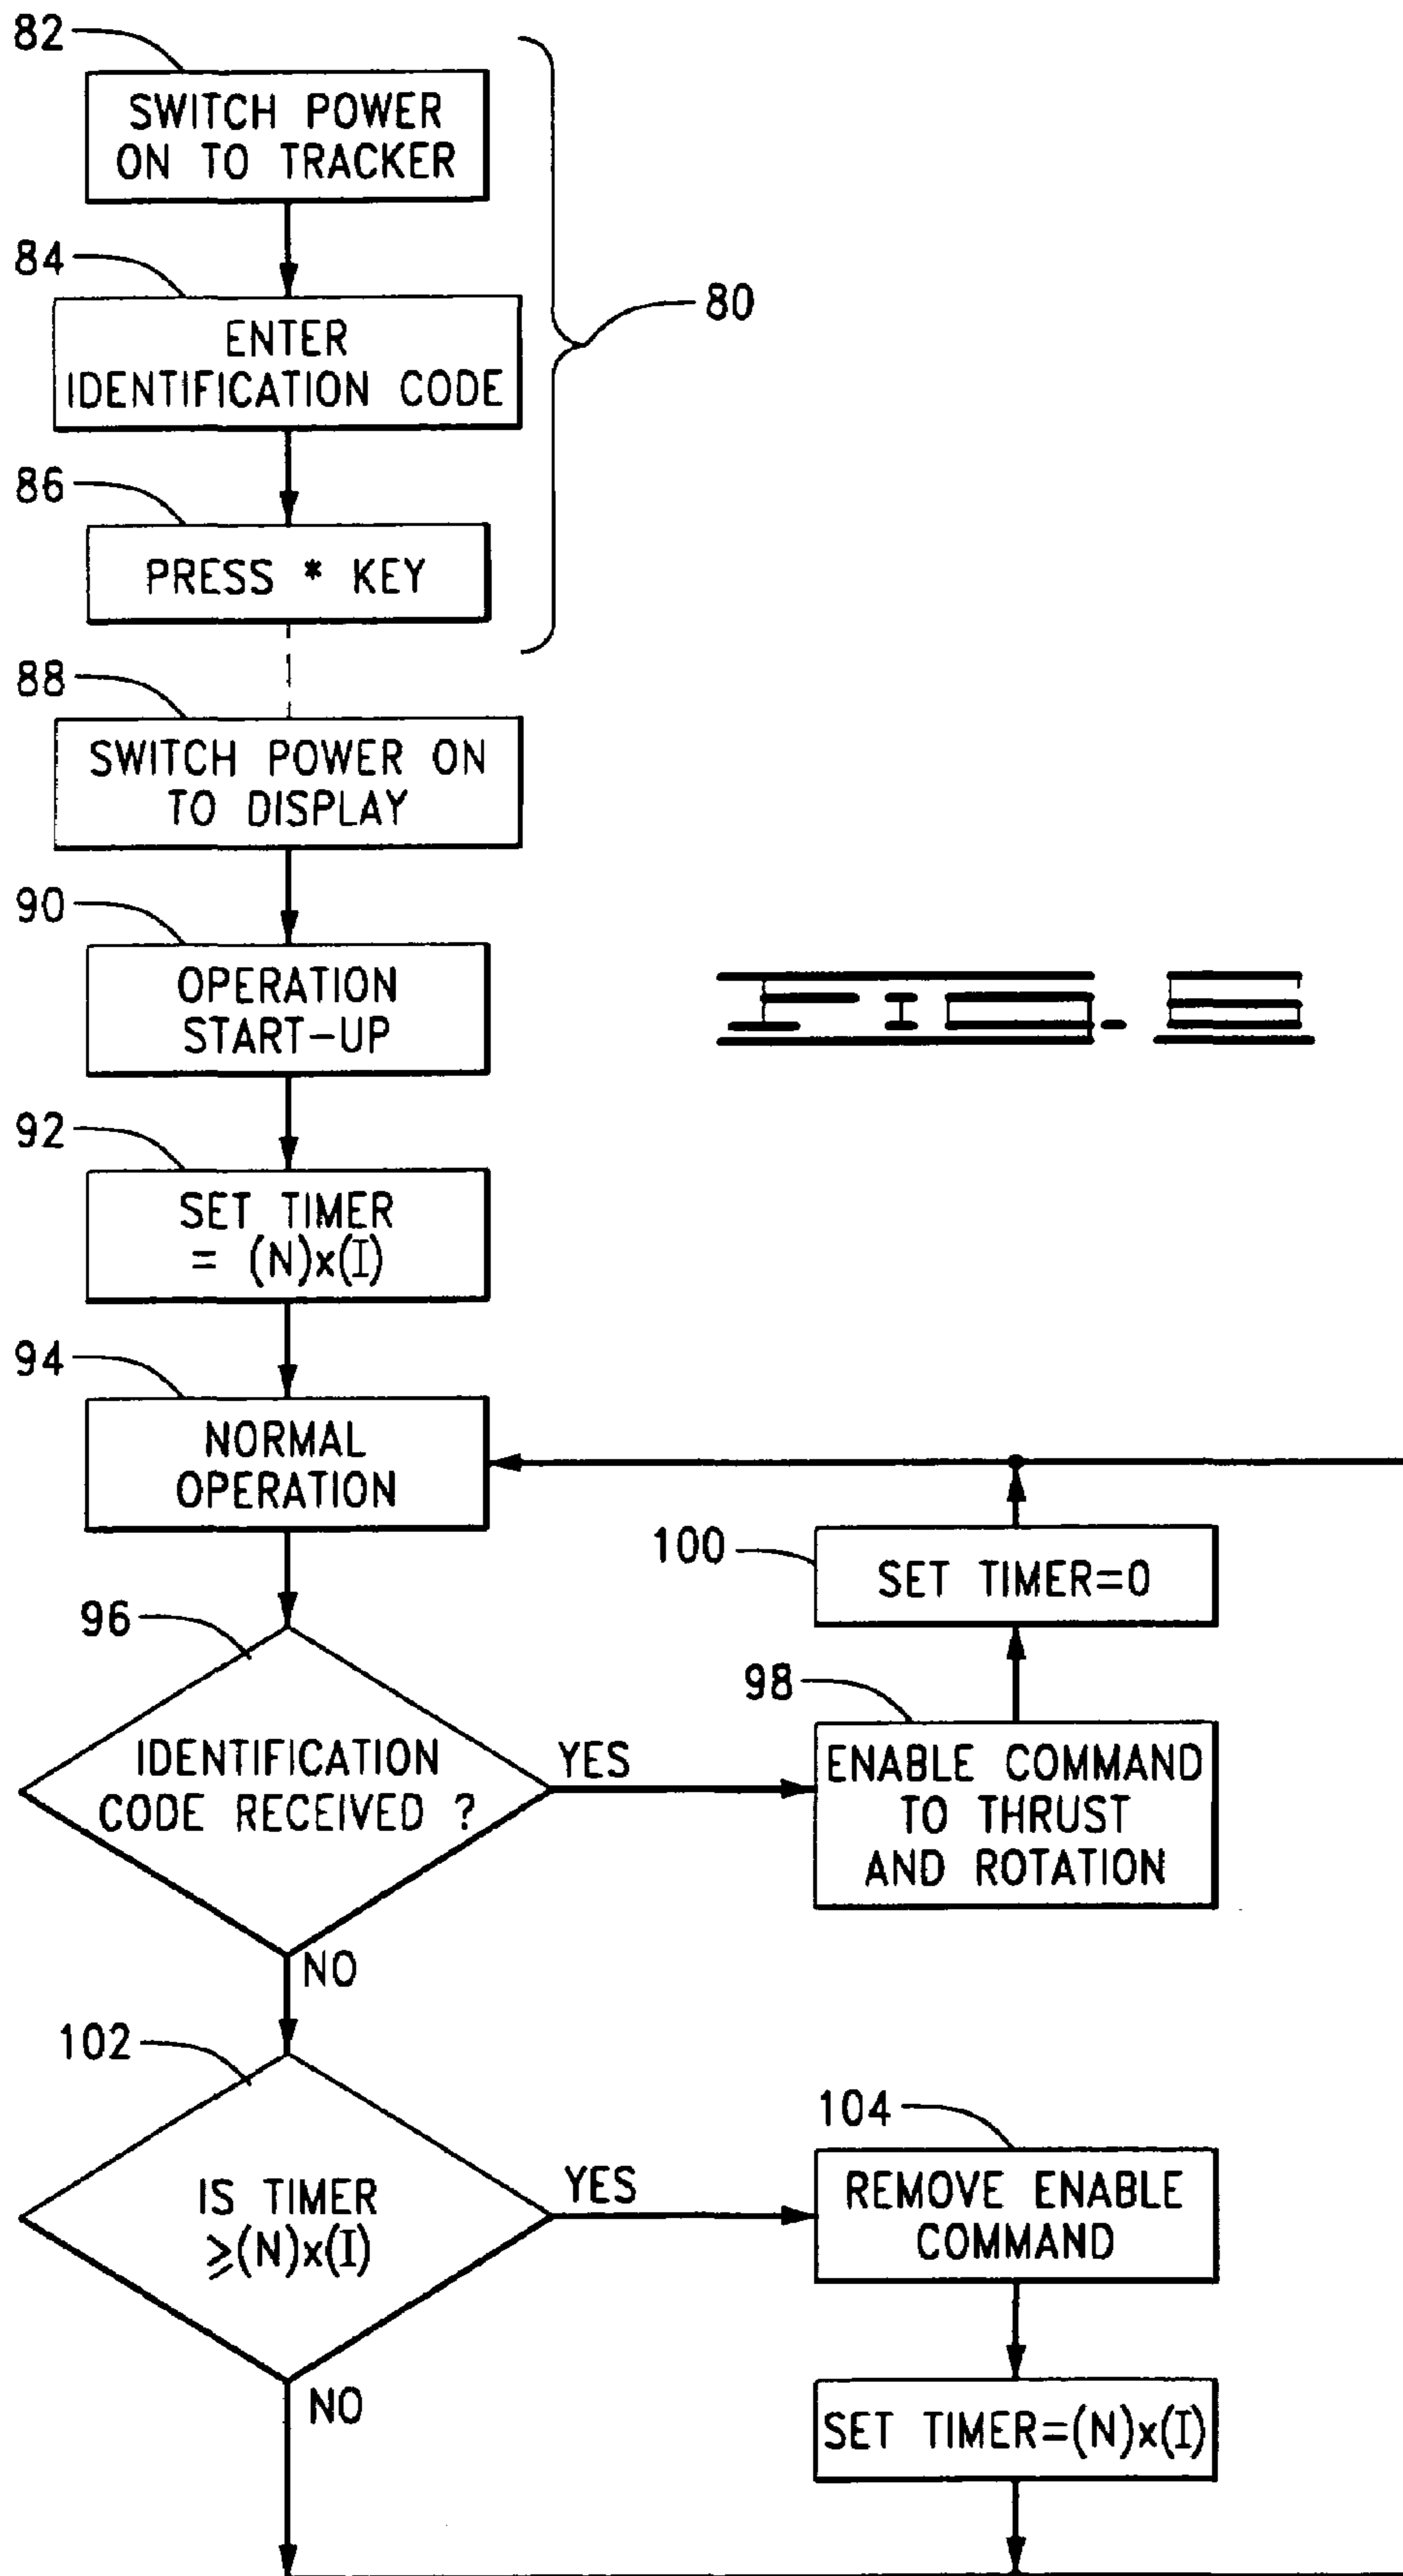 82
SWITCH POWER
ON TO TRACKER
84
80
ENTER
IDENTIFICATION CODE
86
PRESS * KEY
88
SWITCH POWER ON
TO DISPLAY
90
OPERATION
START-UP
92
SET TIMER
= (N)x(I)
94
NORMAL
OPERATION
100
SET TIMER=0
96
98
IDENTIFICATION
CODE RECEIVED ?
YES
ENABLE COMMAND
TO THRUST
AND ROTATION
NO
102
104
IS TIMER
≥(N)x(I)
YES
REMOVE ENABLE
COMMAND
NO
SET TIMER=(N)x(I)